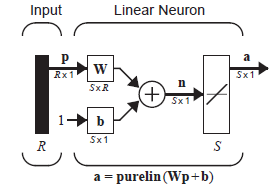 Input Linear Neuron
p a
R x 1 W n S x 1
S x R S x 1
1 b
S x 1
R S
a = purelin(Wp+b)